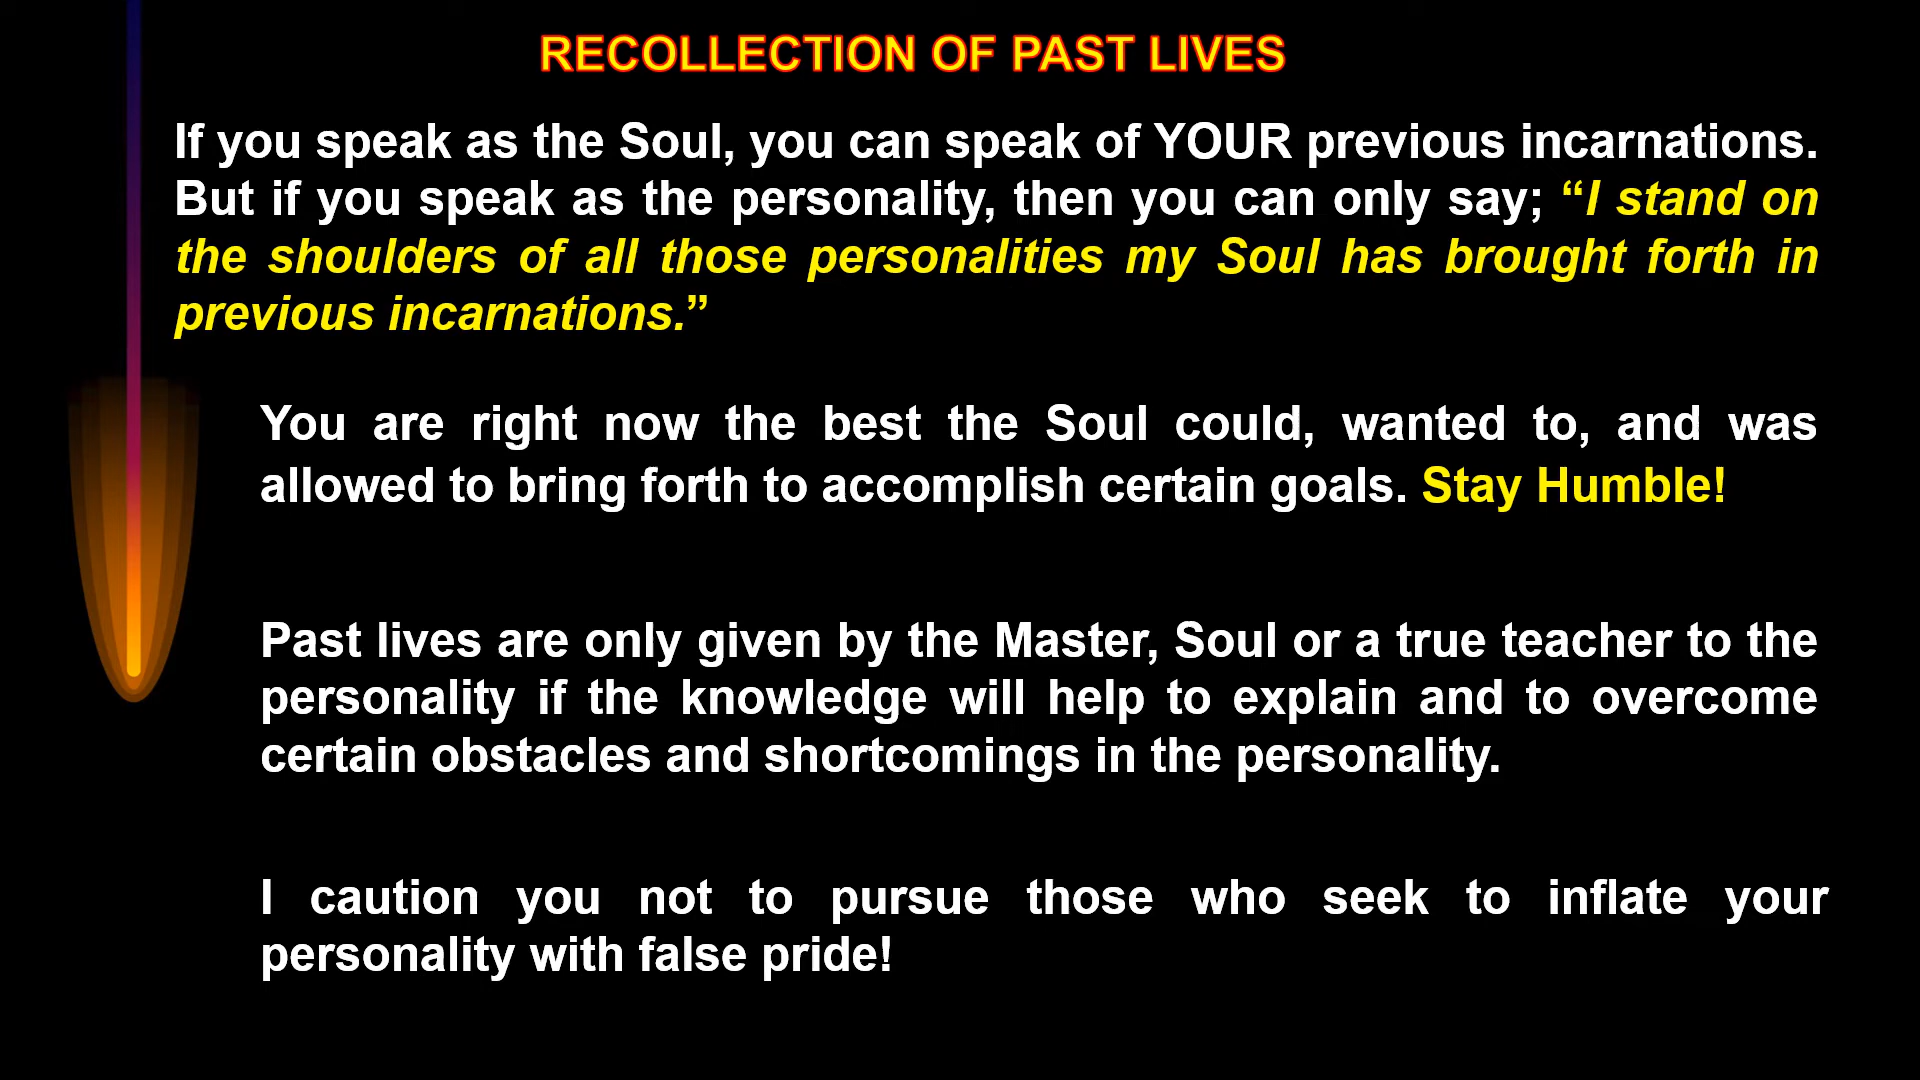 RECOLLECTION OF PAST LIVES
If you speak as the Soul, you can speak of YOUR previous incarnations.
But if you speak as the personality, then you can only say; “I stand on
the shoulders of all those personalities my Soul has brought forth in
previous incarnations.”
You are right now the best the Soul could, wanted to, and was
allowed to bring forth to accomplish certain goals. Stay Humble!
Past lives are only given by the Master, Soul or a true teacher to the
personality if the knowledge will help to explain and to overcome
certain obstacles and shortcomings in the personality.
I caution you not to pursue those who seek to inflate your
personality with false pride!